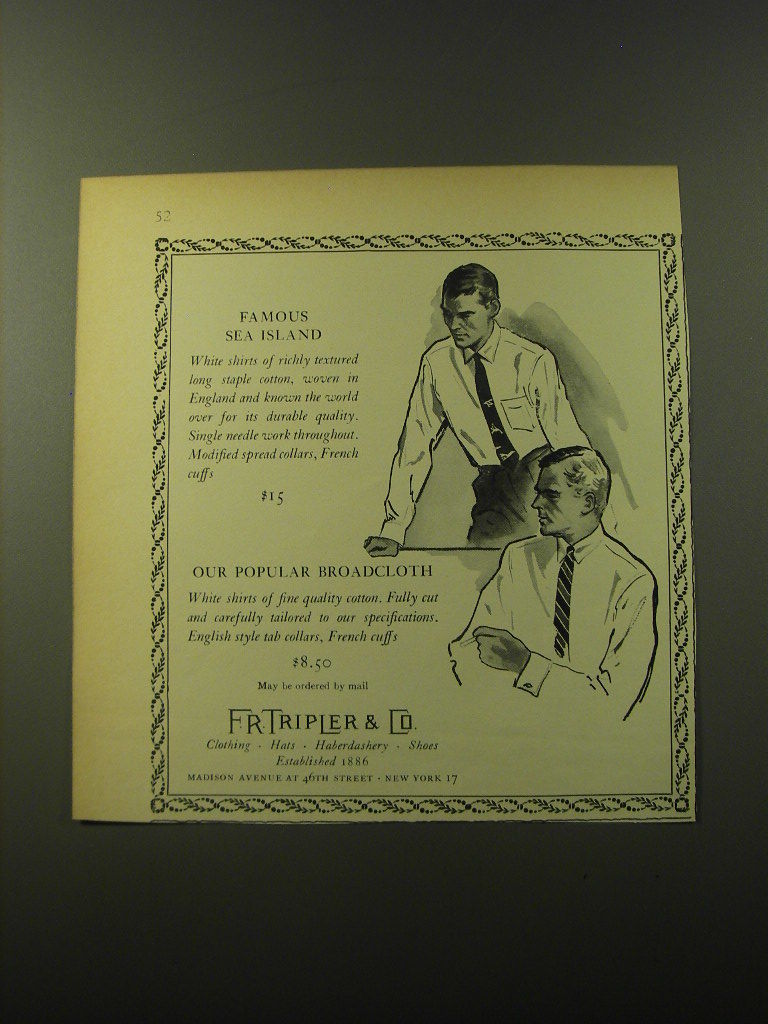 52
FAMOUS
SEA ISLAND
White shirts of richly textured
long staple cotton, woven in
England and known the world
over for its durable quality.
Single needle work throughout.
Modified spread collars, French
cuffs
$15
OUR POPULAR BROADCLOTH
White shirts of fine quality cotton. Fully cut
and carefully tailored to our specifications.
English style tab collars, French cuffs
$8.50
May be ordered by mail
F.R. TRIPLER & CO.
Clothing · Hats · Haberdashery · Shoes
Established 1886
MADISON AVENUE AT 46TH STREET · NEW YORK 17